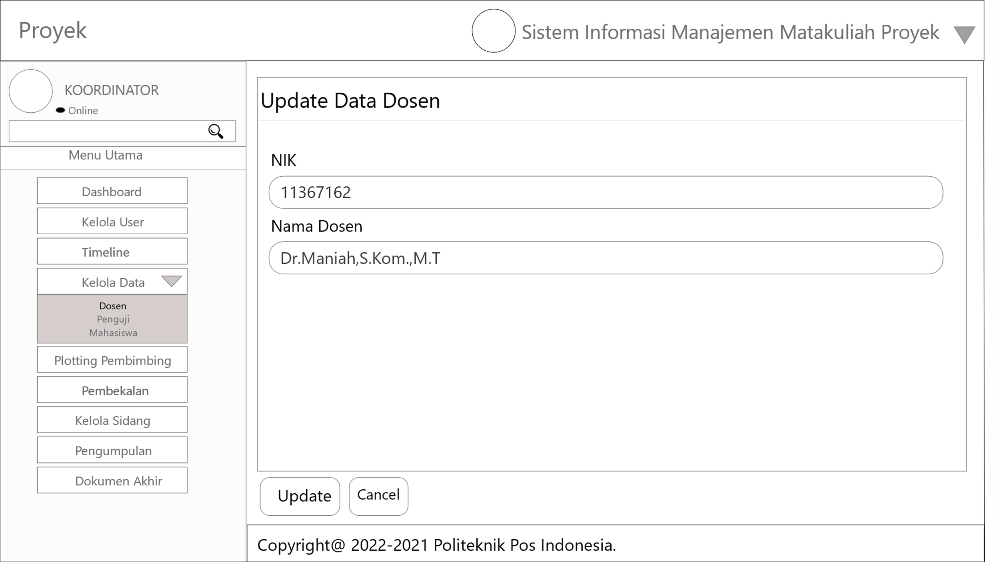 Proyek
Sistem Informasi Manajemen Matakuliah Proyek
KOORDINATOR
Online
Menu Utama
Dashboard
Kelola User
Timeline
Kelola Data
Dosen
Penguji
Mahasiswa
Plotting Pembimbing
Pembekalan
Kelola Sidang
Pengumpulan
Dokumen Akhir
Update Data Dosen
NIK
11367162
Nama Dosen
Dr.Maniah,S.Kom.,M.T
Update
Cancel
Copyright@ 2022-2021 Politeknik Pos Indonesia.